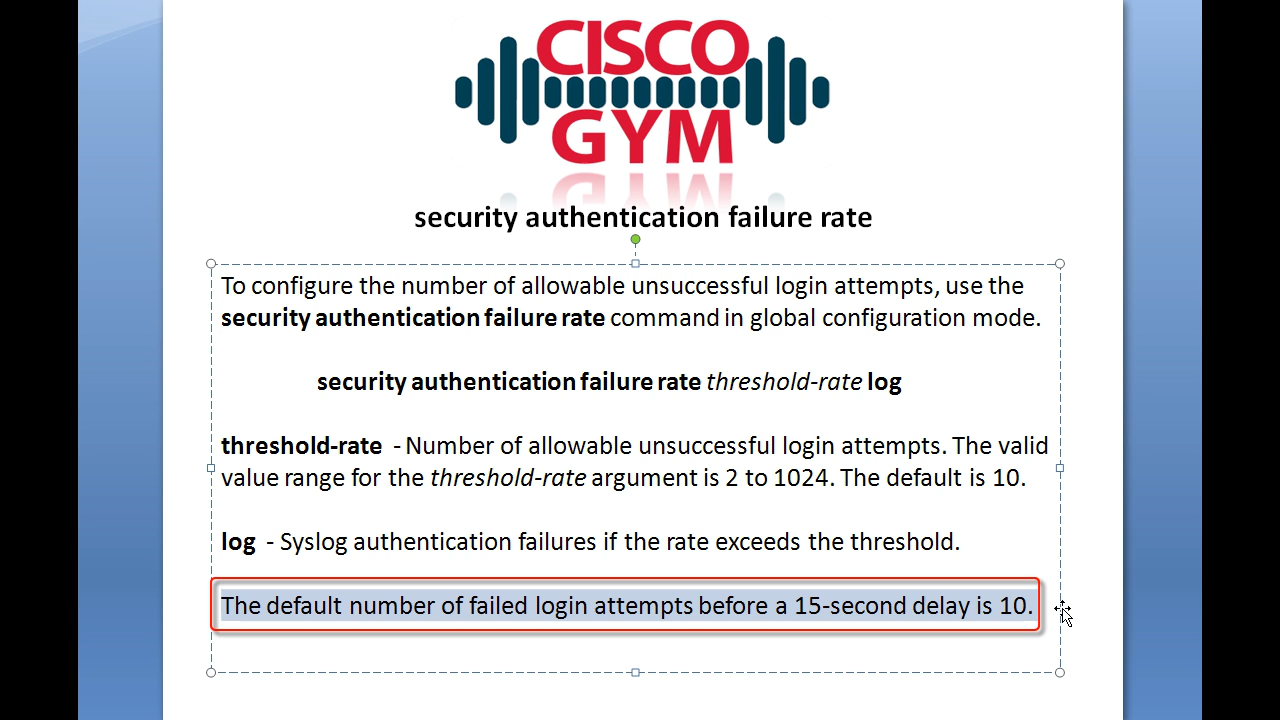 CISCO
GYM
security authentication failure rate
To configure the number of allowable unsuccessful login attempts, use the
security authentication failure rate command in global configuration mode.
security authentication failure rate threshold-rate log
threshold-rate - Number of allowable unsuccessful login attempts. The valid
value range for the threshold-rate argument is 2 to 1024. The default is 10.
log - Syslog authentication failures if the rate exceeds the threshold.
The default number of failed login attempts before a 15-second delay is 10.